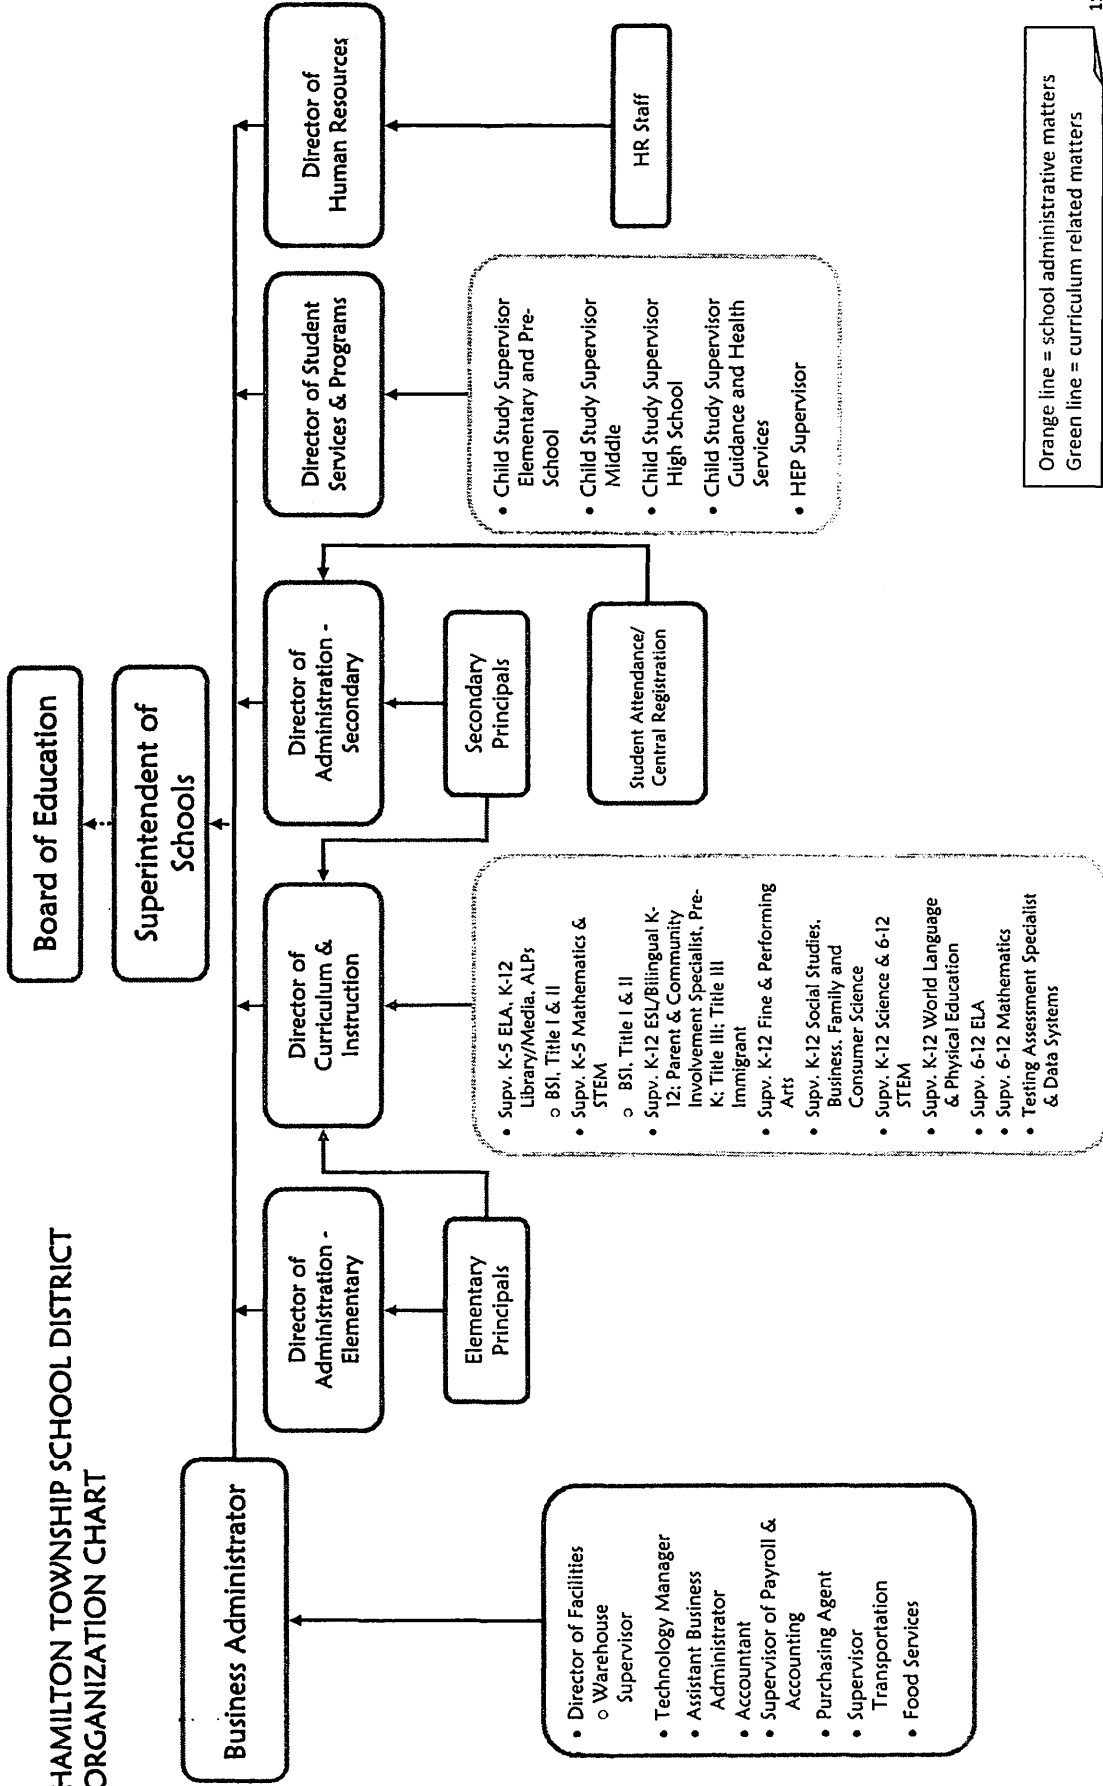 HAMILTON TOWNSHIP SCHOOL DISTRICT
ORGANIZATION CHART
Board of Education
Superintendent of
Schools
Business Administrator
Director of
Administration -
Elementary
Director of
Curriculum &
Instruction
Director of
Administration -
Secondary
Director of Student
Services & Programs
Director of
Human Resources
Elementary
Principals
Secondary
Principals
Student Attendance/
Central Registration
HR Staff
• Director of Facilities
o Warehouse
Supervisor
• Technology Manager
• Assistant Business
Administrator
• Accountant
• Supervisor of Payroll &
Accounting
• Purchasing Agent
• Supervisor
Transportation
• Food Services
• Supv. K-5 ELA, K-12
Library/Media, ALPs
o BSI, Title I & II
• Supv. K-5 Mathematics &
STEM
o BSI, Title I & II
• Supv. K-12 ESL/Bilingual K-
12; Parent & Community
Involvement Specialist, Pre-
K; Title III; Title III
Immigrant
• Supv. K-12 Fine & Performing
Arts
• Supv. K-12 Social Studies,
Business, Family and
Consumer Science
• Supv. K-12 Science & 6-12
STEM
• Supv. K-12 World Language
& Physical Education
• Supv. 6-12 ELA
• Supv. 6-12 Mathematics
• Testing Assessment Specialist
& Data Systems
• Child Study Supervisor
Elementary and Pre-
School
• Child Study Supervisor
Middle
• Child Study Supervisor
High School
• Child Study Supervisor
Guidance and Health
Services
• HEP Supervisor
Orange line = school administrative matters
Green line = curriculum related matters